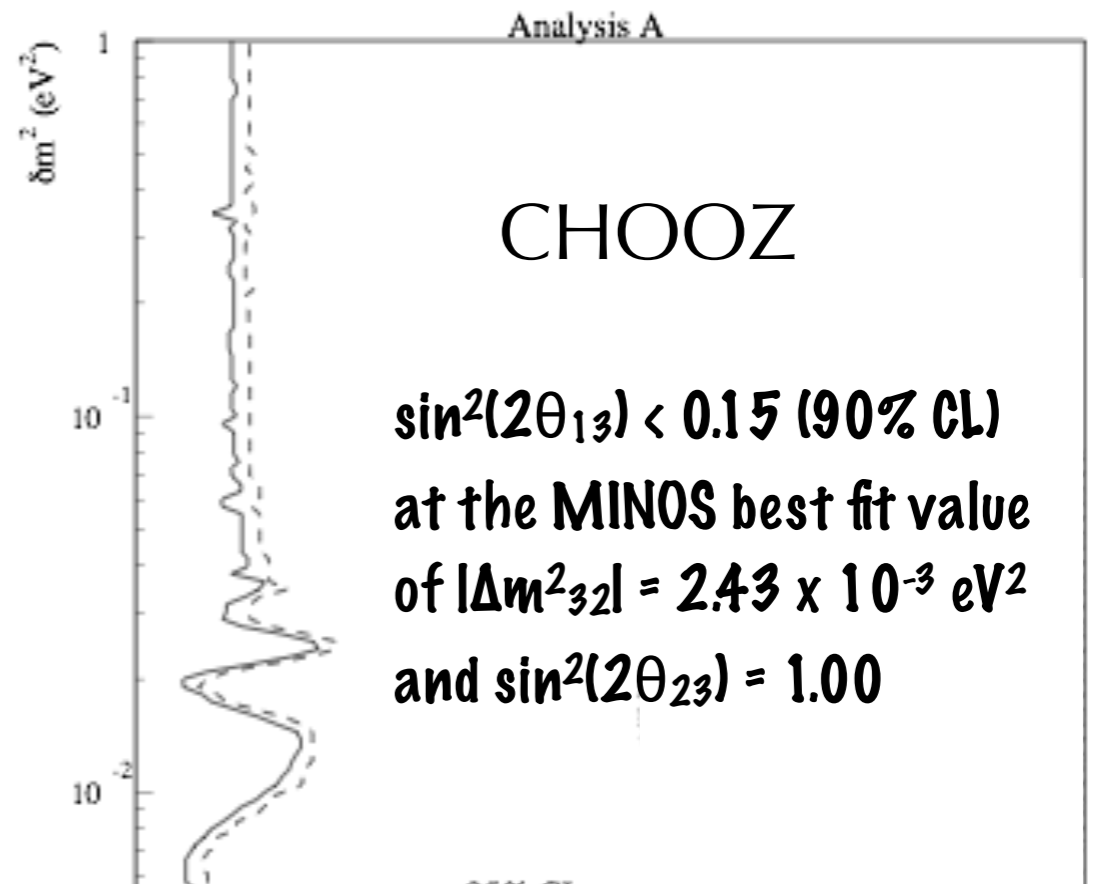 Analysis A
δm² (eV²)
1
CHOOZ
10⁻¹
sin²(2θ₁₃) < 0.15 (90% CL)
at the MINOS best fit value
of |Δm²₃₂| = 2.43 x 10⁻³ eV²
and sin²(2θ₂₃) = 1.00
10⁻²